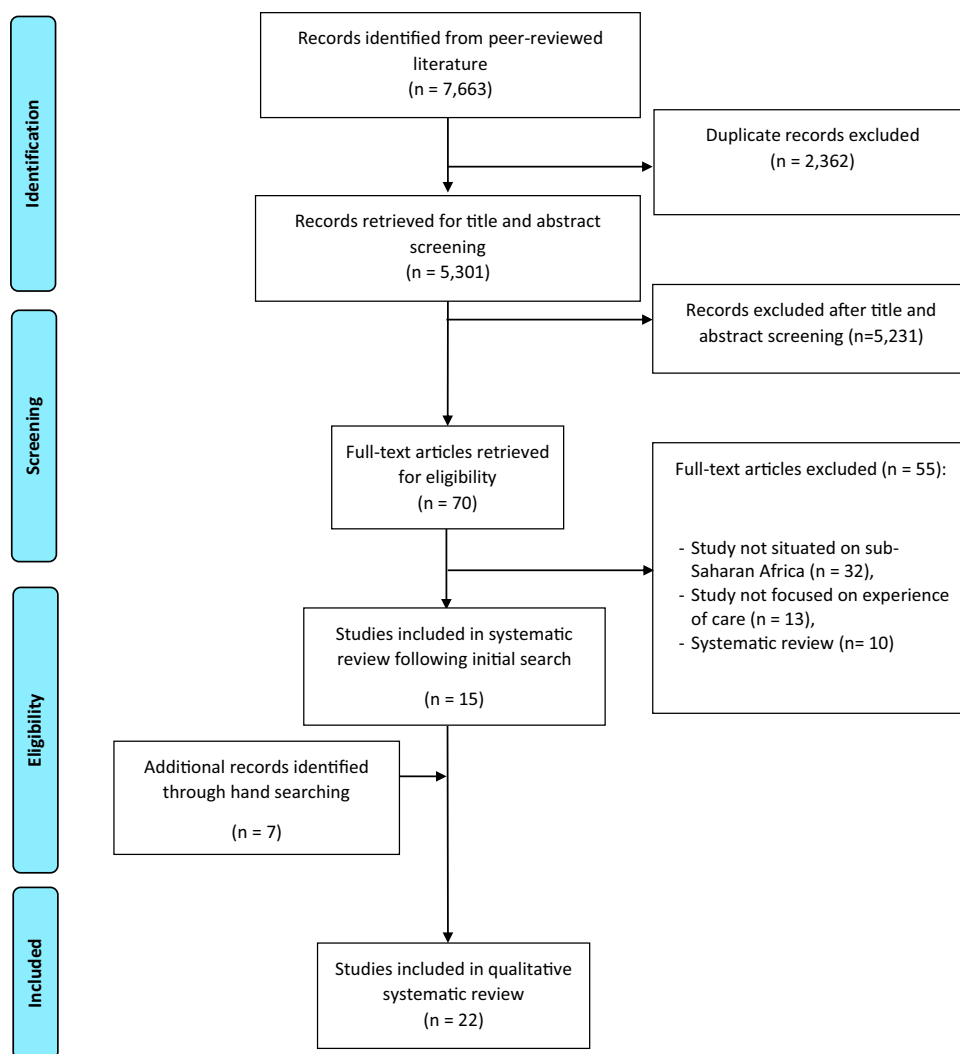 Identification
Records identified from peer-reviewed
literature
(n = 7,663)
Duplicate records excluded
(n = 2,362)
Records retrieved for title and abstract
screening
(n = 5,301)
Screening
Records excluded after title and
abstract screening (n=5,231)
Full-text articles retrieved
for eligibility
(n = 70)
Full-text articles excluded (n = 55):
- Study not situated on sub-
Saharan Africa (n = 32),
- Study not focused on experience
of care (n = 13),
- Systematic review (n= 10)
Eligibility
Studies included in systematic
review following initial search
(n = 15)
Additional records identified
through hand searching
(n = 7)
Included
Studies included in qualitative
systematic review
(n = 22)